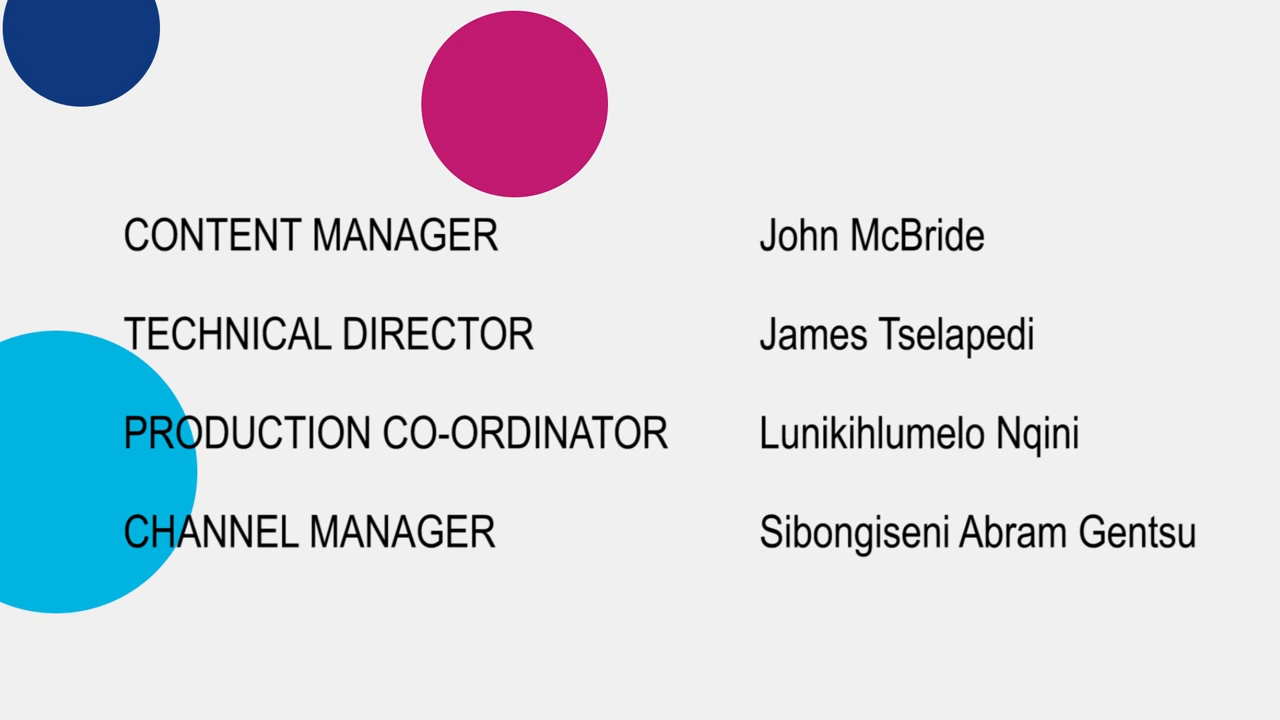 CONTENT MANAGER John McBride
TECHNICAL DIRECTOR James Tselapedi
PRODUCTION CO-ORDINATOR Lunikihlumelo Nqini
CHANNEL MANAGER Sibongiseni Abram Gentsu